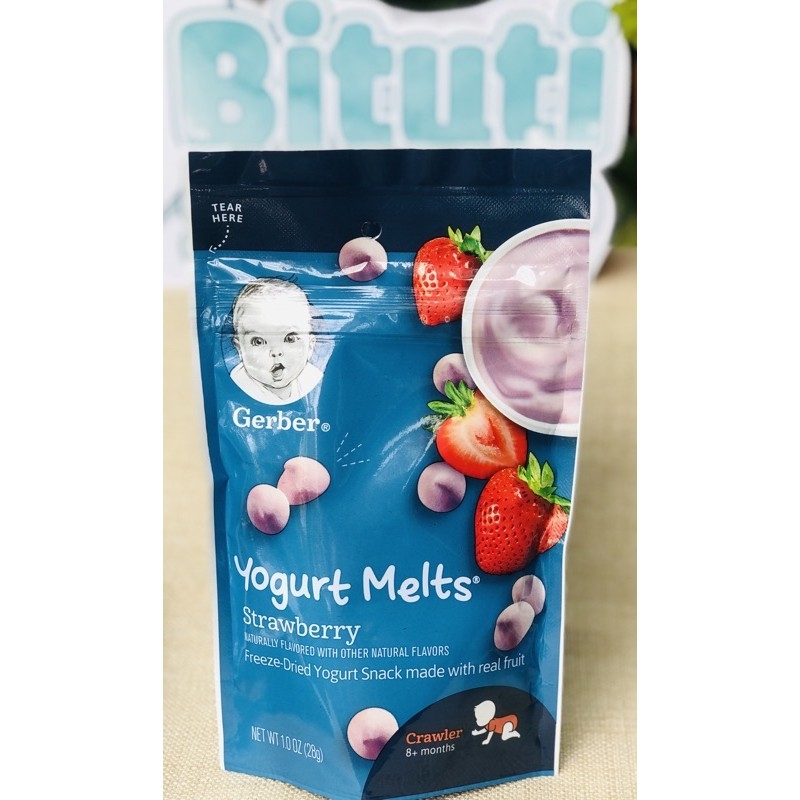 Bituti
TEAR
HERE
Gerber®
Yogurt Melts®
Strawberry
NATURALLY FLAVORED WITH OTHER NATURAL FLAVORS
Freeze-Dried Yogurt Snack made with real fruit
NET WT 1.0 OZ (28g)
Crawler
8+ months